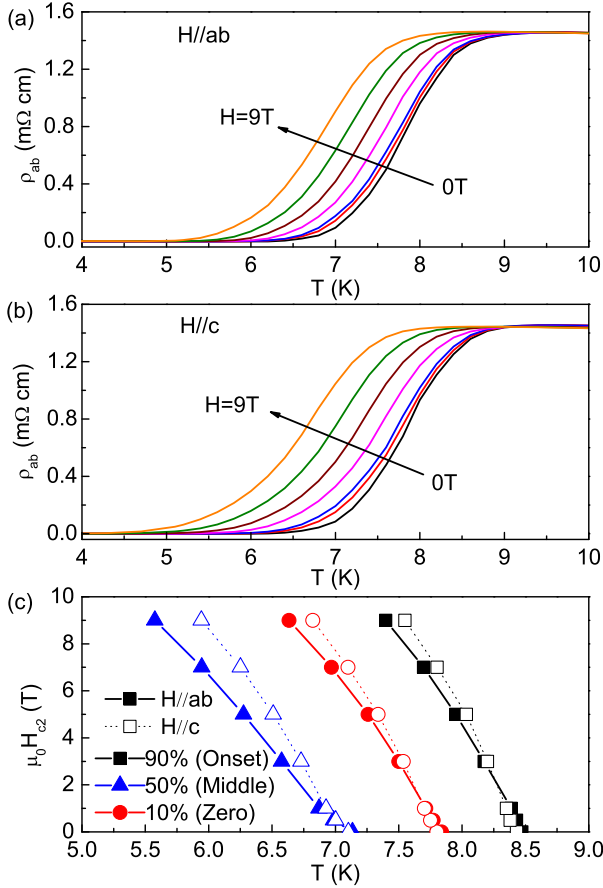 (a)
H//ab
H=9T
0T
ρab (mΩ cm)
1.6
1.2
0.8
0.4
0.0
4 5 6 7 8 9 10
T (K)
(b)
H//c
H=9T
0T
ρab (mΩ cm)
1.6
1.2
0.8
0.4
0.0
4 5 6 7 8 9 10
T (K)
(c)
μ0Hc2 (T)
10
8
6
4
2
0
H//ab
H//c
90% (Onset)
50% (Middle)
10% (Zero)
5.0 5.5 6.0 6.5 7.0 7.5 8.0 8.5 9.0
T (K)